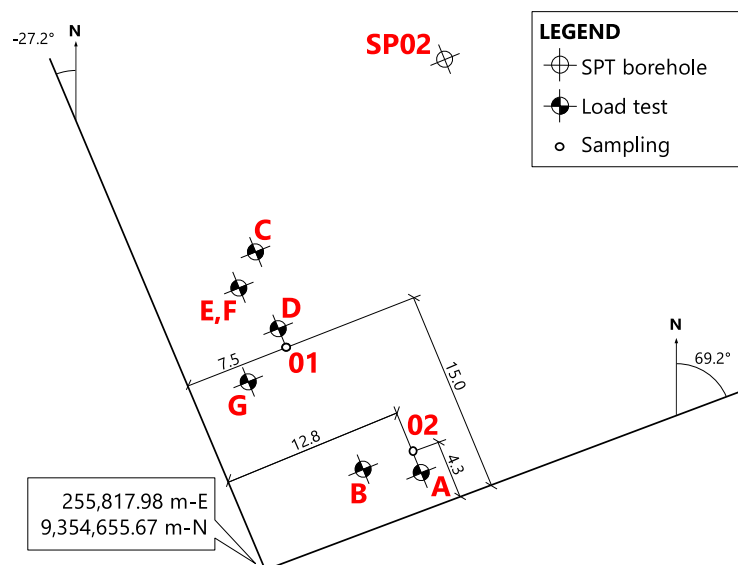 -27.2°
N
SP02
LEGEND
SPT borehole
Load test
Sampling
C
E,F
D
01
7.5
G
15.0
N
69.2°
12.8
02
4.3
B
A
255,817.98 m-E
9,354,655.67 m-N